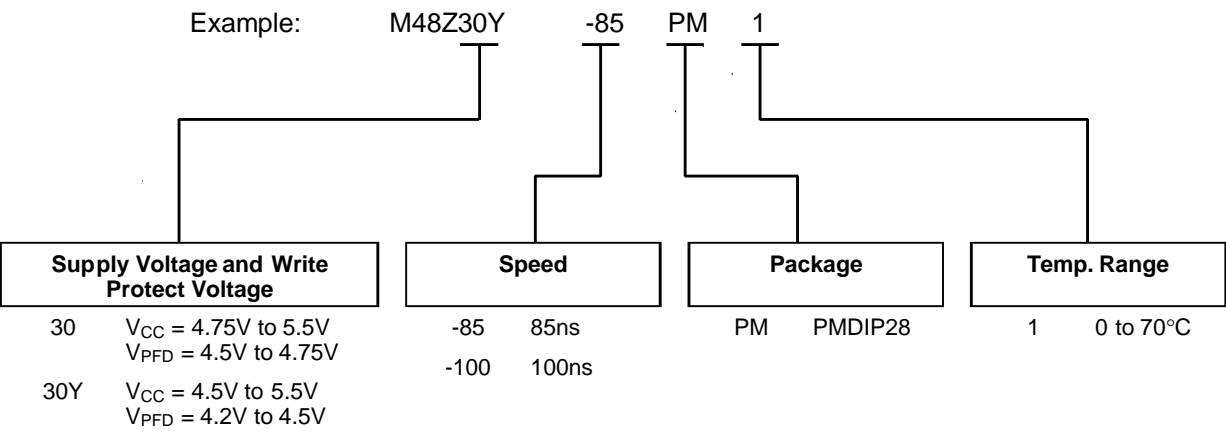 Example: M48Z30Y -85 PM 1
Supply Voltage and Write
Protect Voltage
30 VCC = 4.75V to 5.5V
VPFD = 4.5V to 4.75V
30Y VCC = 4.5V to 5.5V
VPFD = 4.2V to 4.5V
Speed
-85 85ns
-100 100ns
Package
PM PMDIP28
Temp. Range
1 0 to 70°C